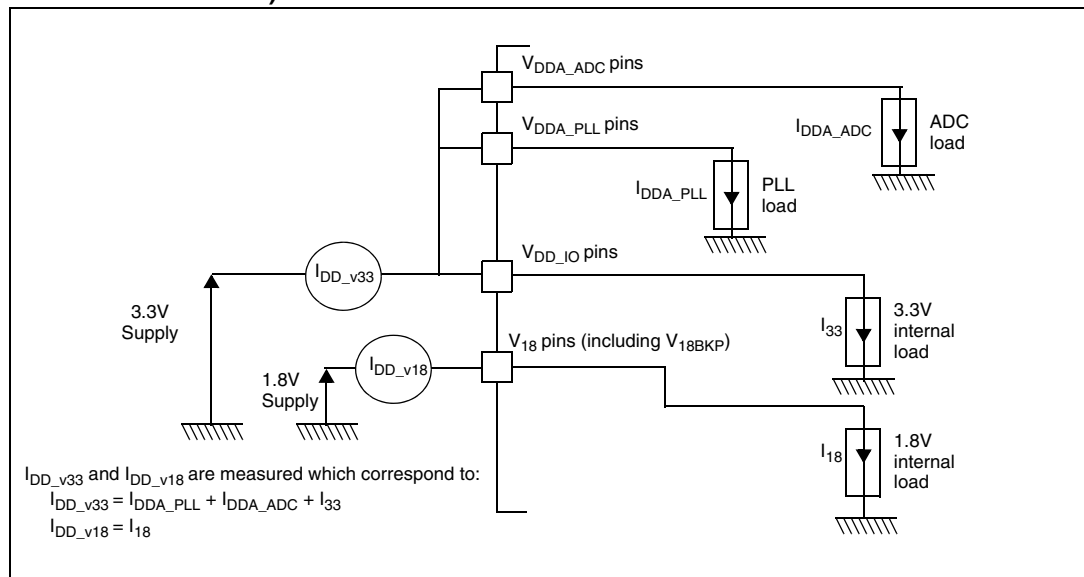 V_DDA_ADC pins
I_DDA_ADC
ADC
load
V_DDA_PLL pins
I_DDA_PLL
PLL
load
V_DD_IO pins
I_DD_v33
3.3V
Supply
I_33
3.3V
internal
load
V_18 pins (including V_18BKP)
I_DD_v18
1.8V
Supply
I_18
1.8V
internal
load
I_DD_v33 and I_DD_v18 are measured which correspond to:
I_DD_v33 = I_DDA_PLL + I_DDA_ADC + I_33
I_DD_v18 = I_18